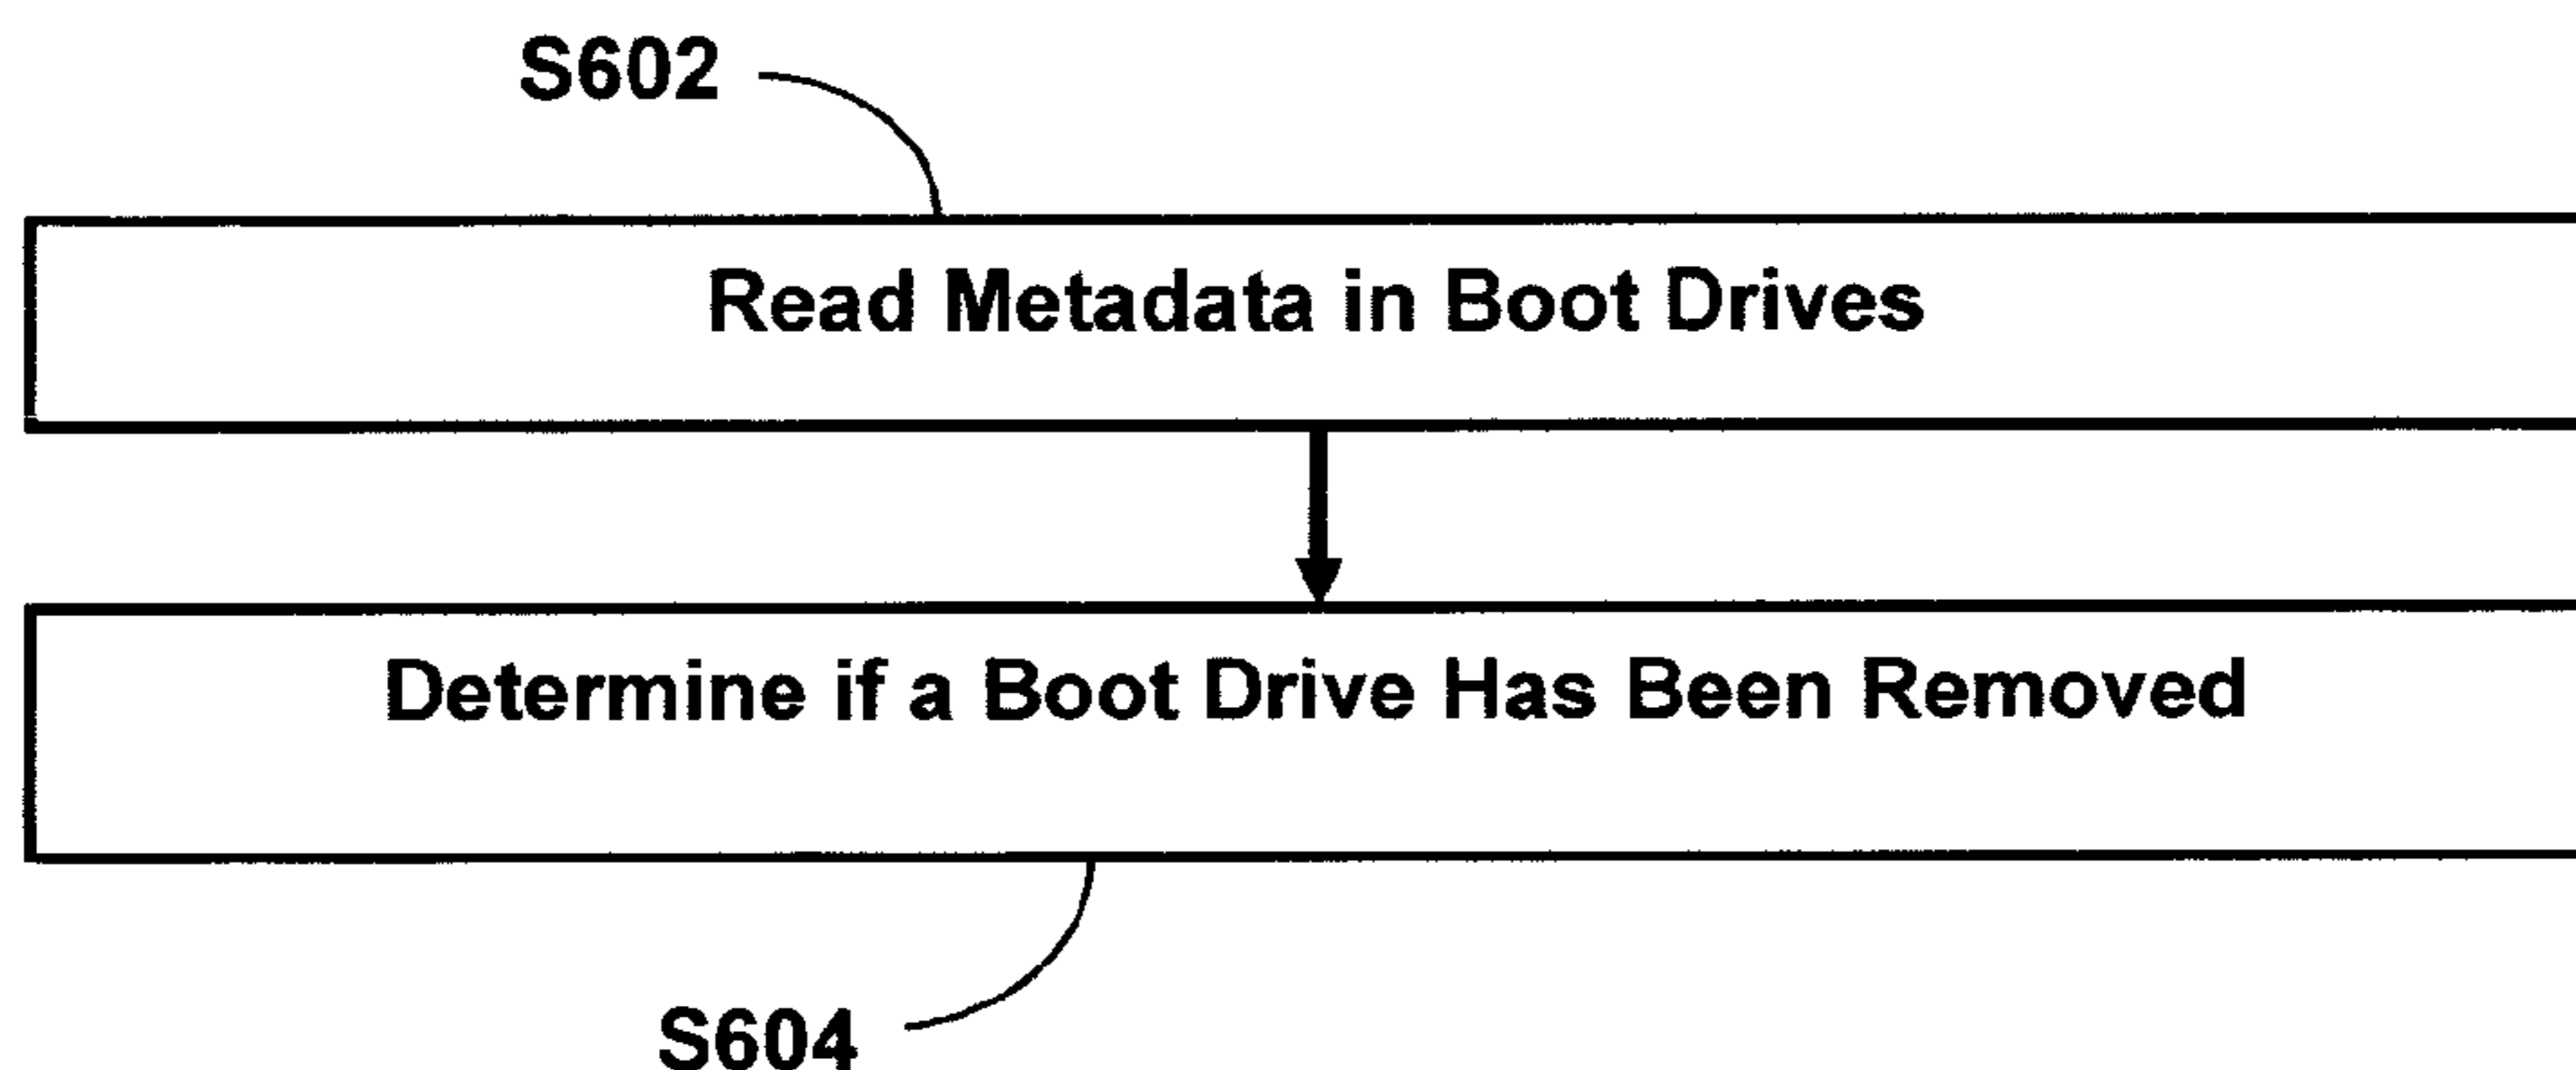 S602
Read Metadata in Boot Drives
Determine if a Boot Drive Has Been Removed
S604